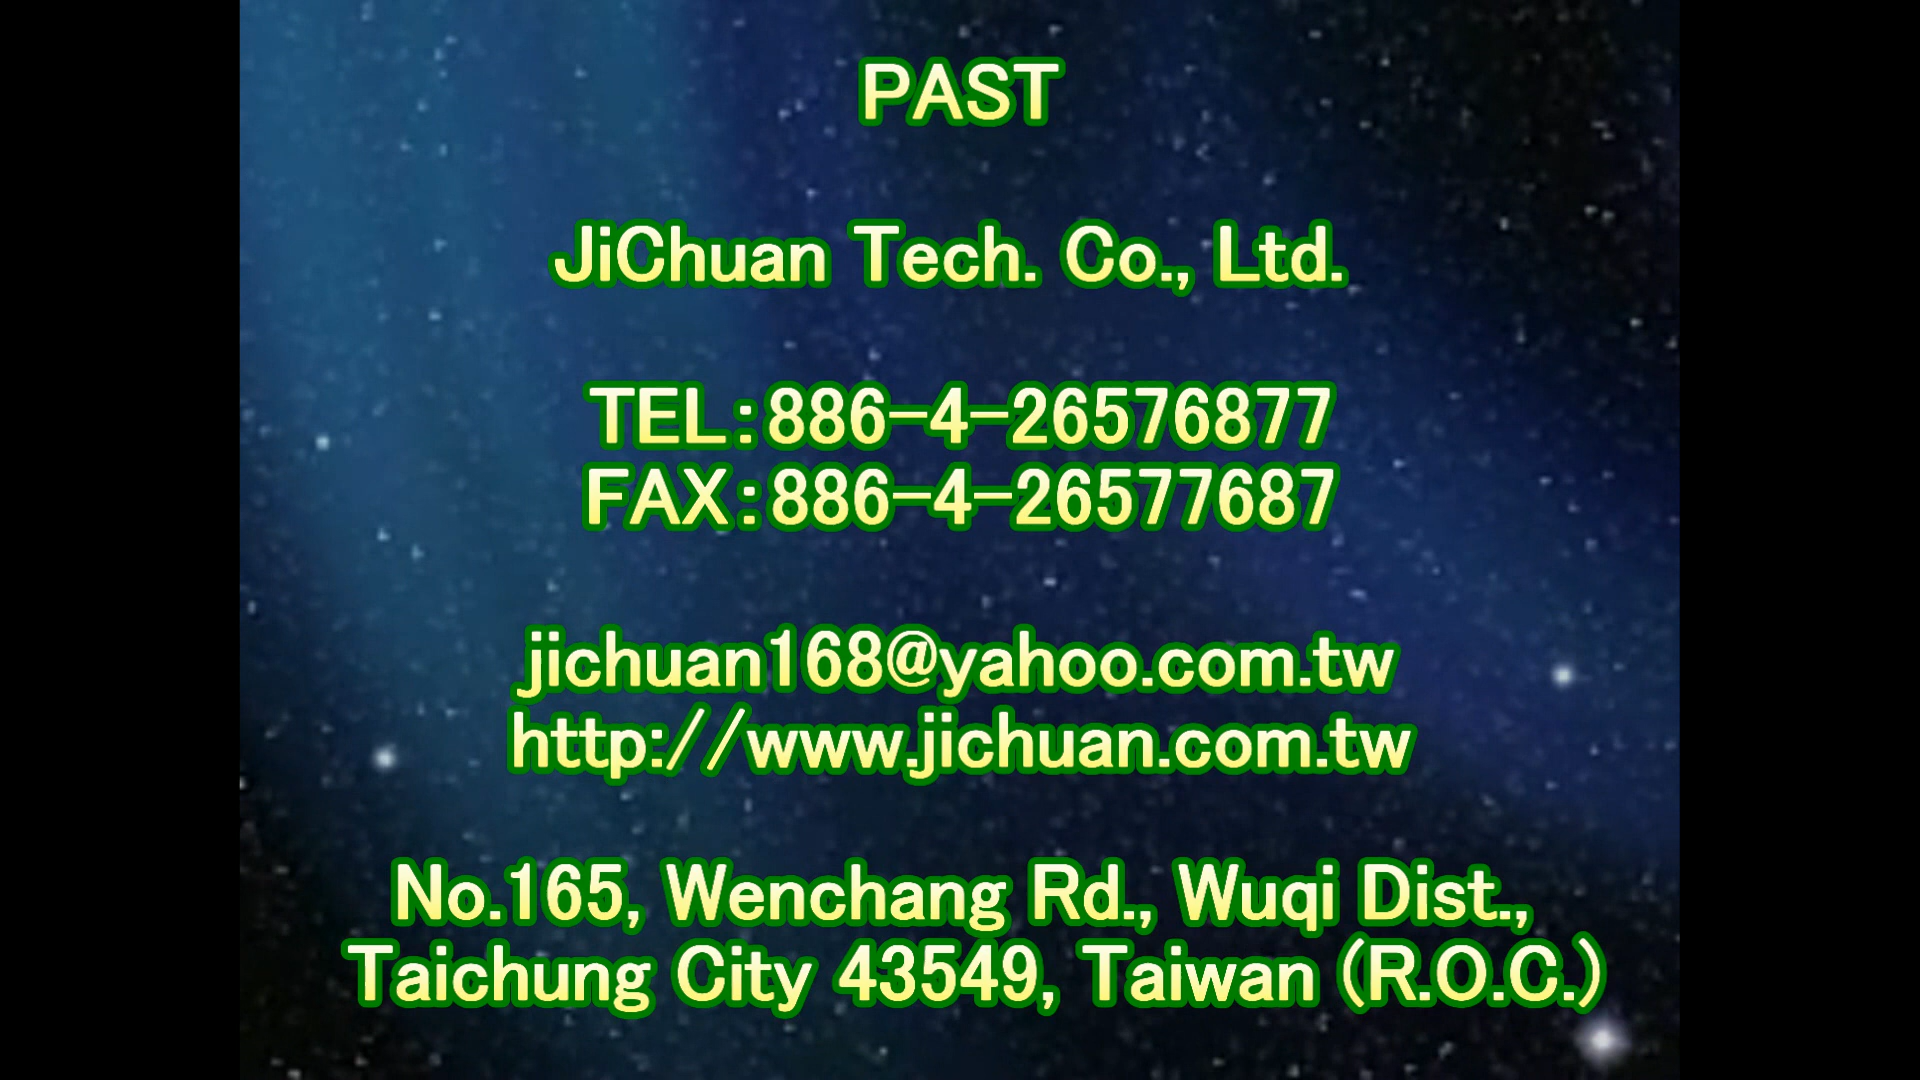 PAST
JiChuan Tech. Co., Ltd.
TEL:886-4-26576877
FAX:886-4-26577687
jichuan168@yahoo.com.tw
http://www.jichuan.com.tw
No.165, Wenchang Rd., Wuqi Dist.,
Taichung City 43549, Taiwan (R.O.C.)